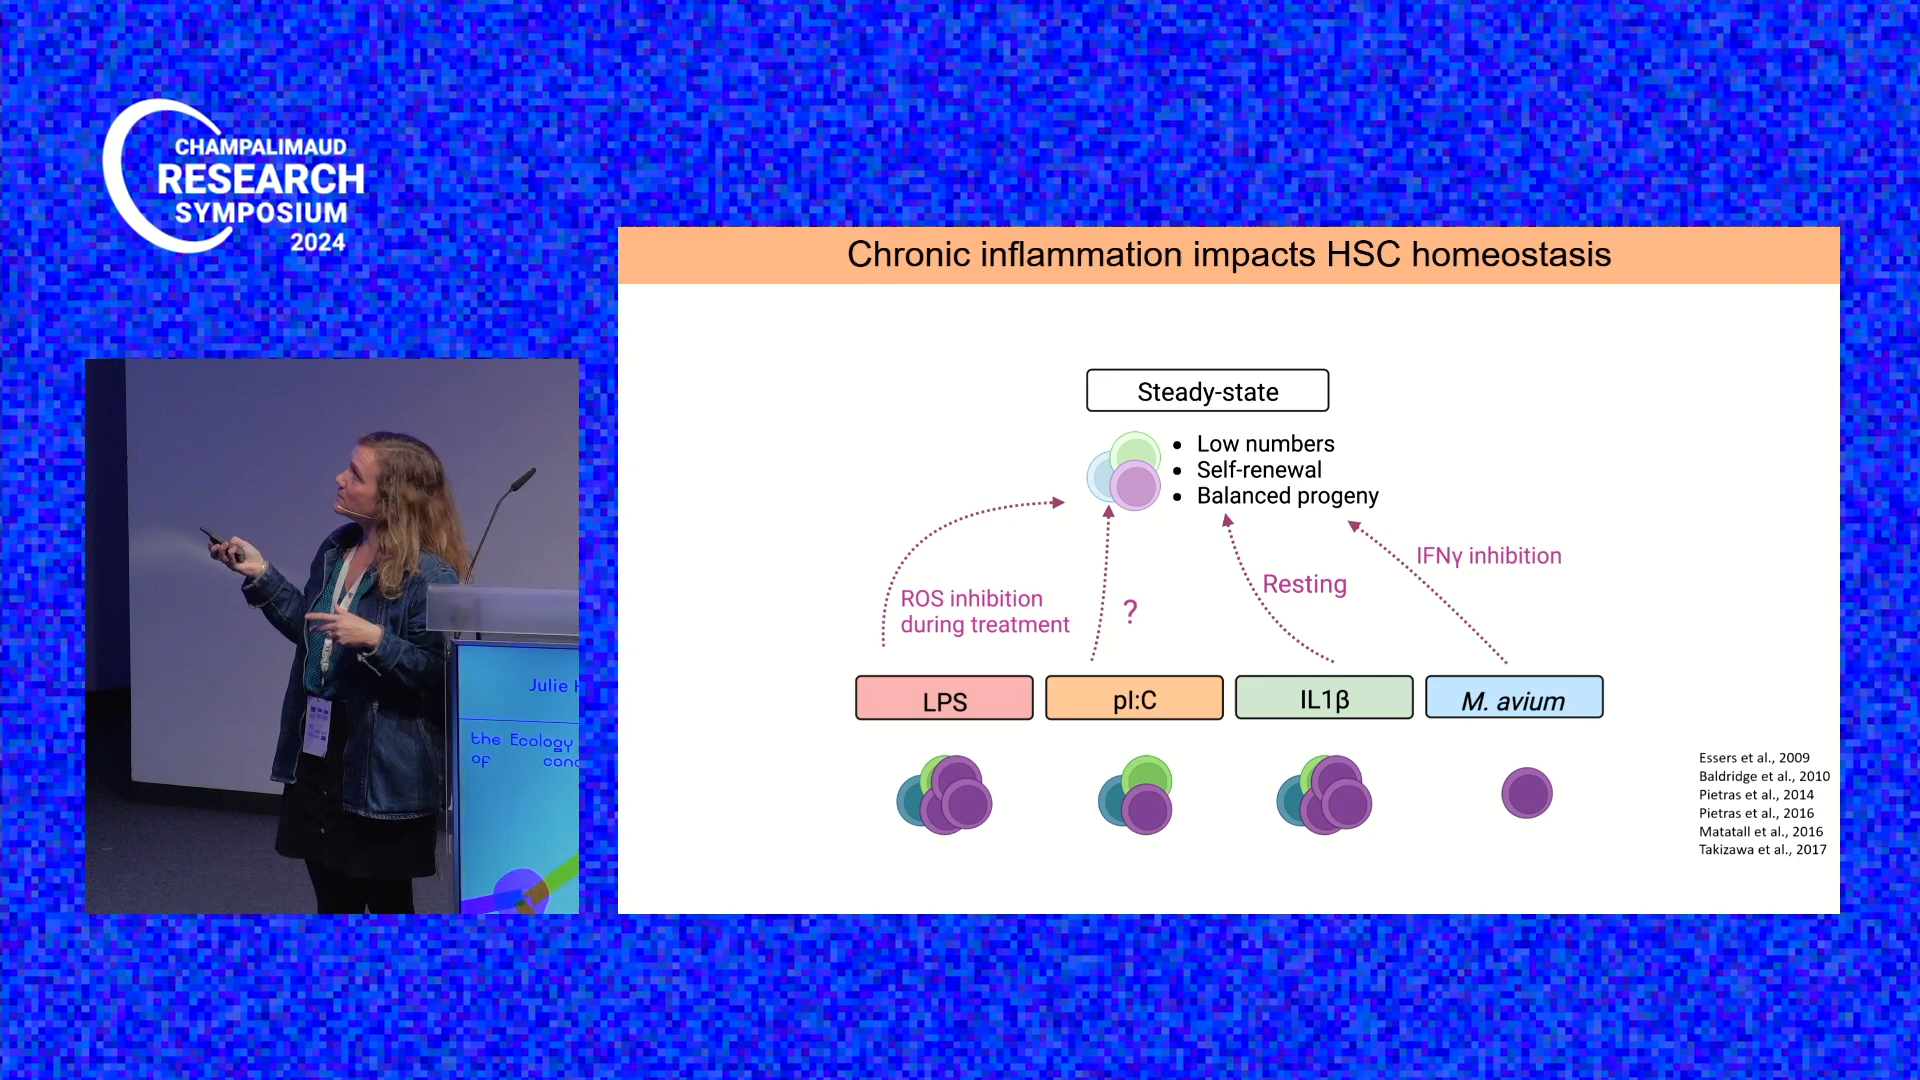 CHAMPALIMAUD
RESEARCH
SYMPOSIUM
2024
Chronic inflammation impacts HSC homeostasis
Steady-state
• Low numbers
• Self-renewal
• Balanced progeny
IFNγ inhibition
Resting
ROS inhibition
during treatment
?
LPS
pI:C
IL1β
M. avium
Essers et al., 2009
Baldridge et al., 2010
Pietras et al., 2014
Pietras et al., 2016
Matatall et al., 2016
Takizawa et al., 2017
Julie
the Ecology
of